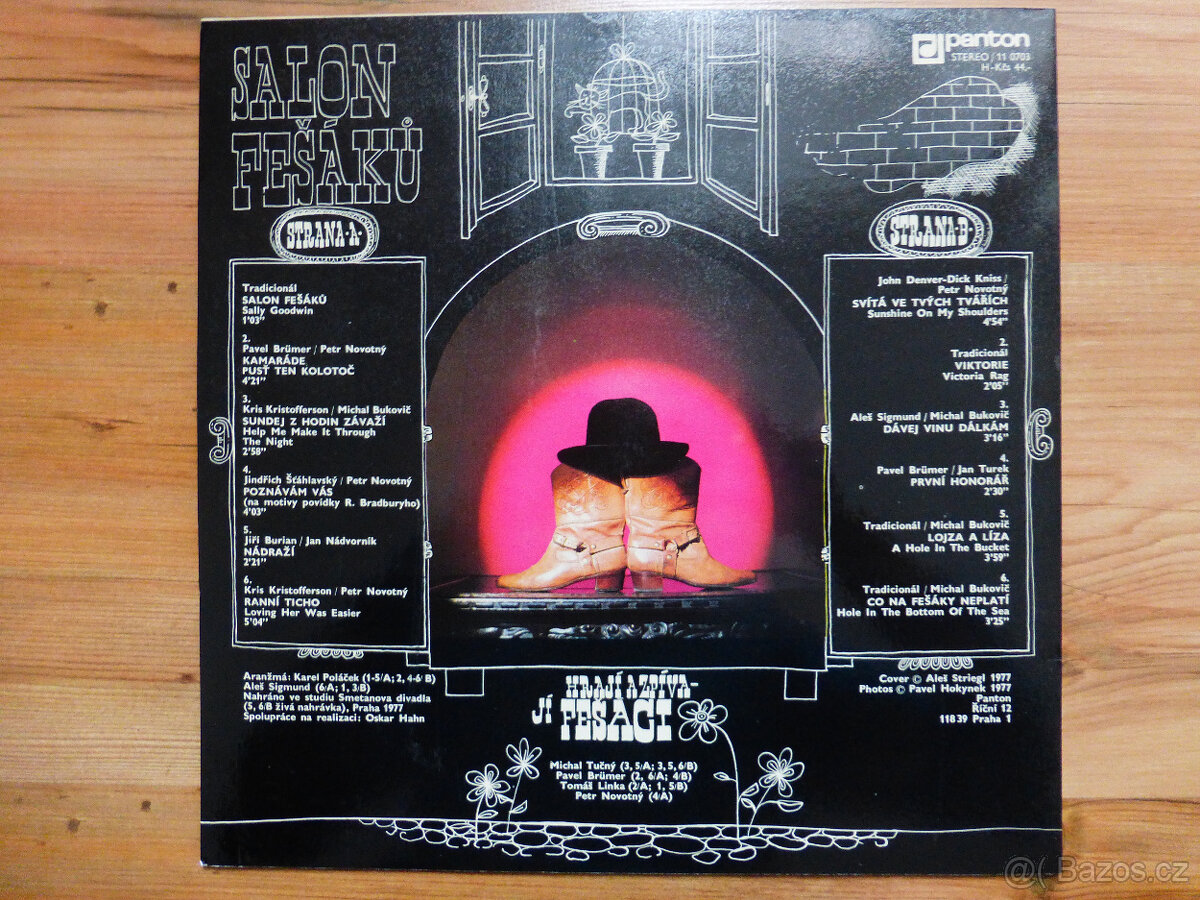 SALON
FEŠÁKŮ
panton
STEREO / 11 0703
H-Kčs 44,-
STRANA·A·
Tradicionál
SALON FEŠÁKŮ
Sally Goodwin
1'03"
2.
Pavel Brümer / Petr Novotný
KAMARÁDE
PUSŤ TEN KOLOTOČ
4'21"
3.
Kris Kristofferson / Michal Bukovič
SUNDEJ Z HODIN ZÁVAŽÍ
Help Me Make It Through
The Night
2'58"
4.
Jindřich Šťáhlavský / Petr Novotný
POZNÁVÁM VÁS
(na motivy povídky R. Bradburyho)
4'03"
5.
Jiří Burian / Jan Nádvorník
NÁDRAŽÍ
2'21"
6.
Kris Kristofferson / Petr Novotný
RANNÍ TICHO
Loving Her Was Easier
5'04"
STRANA·B·
John Denver-Dick Kniss /
Petr Novotný
SVÍTÁ VE TVÝCH TVÁŘÍCH
Sunshine On My Shoulders
4'54"
2.
Tradicionál
VIKTORIE
Victoria Rag
2'05"
3.
Aleš Sigmund / Michal Bukovič
DÁVEJ VINU DÁLKÁM
3'16"
4.
Pavel Brümer / Jan Turek
PRVNÍ HONORÁŘ
2'30"
5.
Tradicionál / Michal Bukovič
LOJZA A LÍZA
A Hole In The Bucket
3'59"
6.
Tradicionál / Michal Bukovič
CO NA FEŠÁKY NEPLATÍ
Hole In The Bottom Of The Sea
3'25"
Aranžmá: Karel Poláček (1-5/A; 2, 4-6/B)
Aleš Sigmund (6/A; 1, 3/B)
Nahráno ve studiu Smetanova divadla
(5, 6/B živá nahrávka), Praha 1977
Spolupráce na realizaci: Oskar Hahn
HRAJÍ A ZPÍVA-
JÍ FEŠÁCI
Michal Tučný (3, 5/A; 3, 5, 6/B)
Pavel Brümer (2, 6/A; 4/B)
Tomáš Linka (2/A; 1, 5/B)
Petr Novotný (4/A)
Cover © Aleš Striegl 1977
Photos © Pavel Hokynek 1977
Panton
Říční 12
118 39 Praha 1
@( Bazos.cz